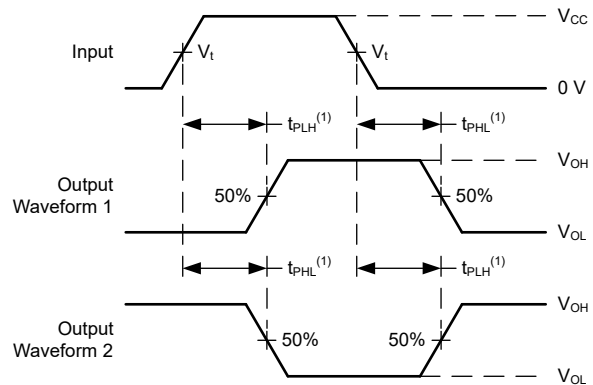 V_CC
Input
V_t
V_t
0 V
t_PLH^(1)
t_PHL^(1)
V_OH
Output
Waveform 1
50%
50%
V_OL
t_PHL^(1)
t_PLH^(1)
V_OH
Output
Waveform 2
50%
50%
V_OL